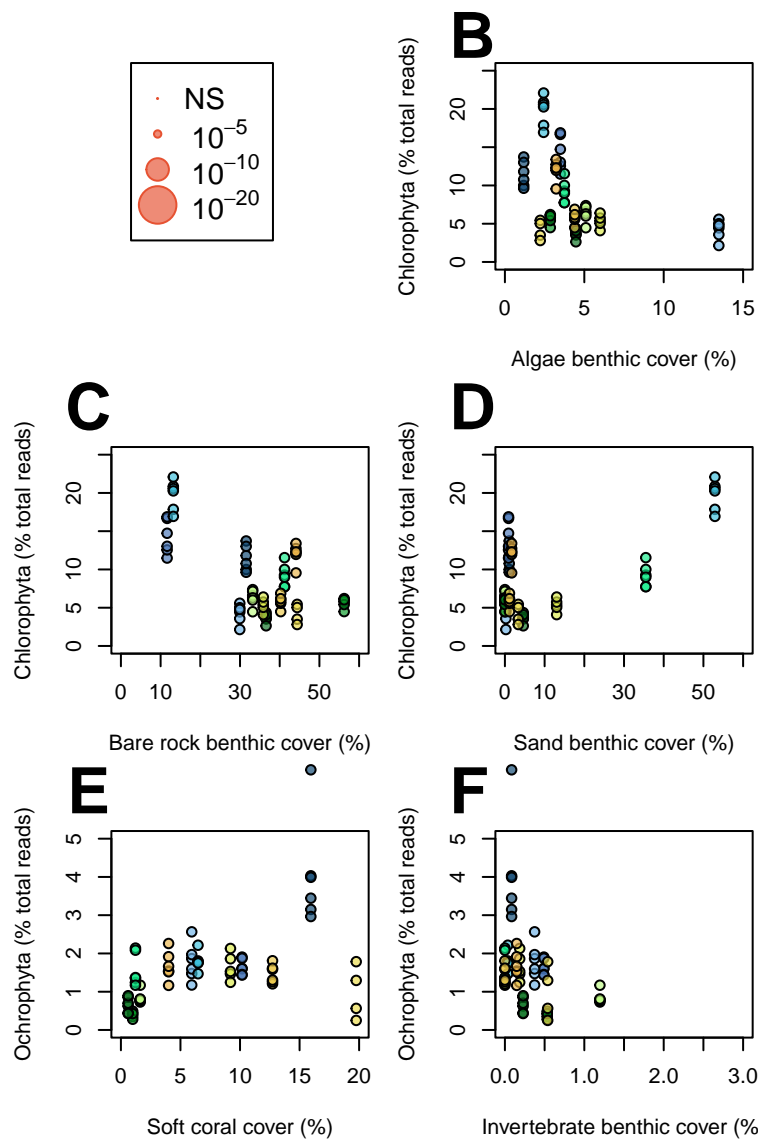 B
NS
10−5
10−10
10−20
Chlorophyta (% total reads)
0 5 10 20
0 5 10 15
Algae benthic cover (%)
C
Chlorophyta (% total reads)
0 5 10 20
0 10 30 50
Bare rock benthic cover (%)
D
Chlorophyta (% total reads)
0 5 10 20
0 10 30 50
Sand benthic cover (%)
E
Ochrophyta (% total reads)
0 1 2 3 4 5
0 5 10 15 20
Soft coral cover (%)
F
Ochrophyta (% total reads)
0 1 2 3 4 5
0.0 1.0 2.0 3.0
Invertebrate benthic cover (%